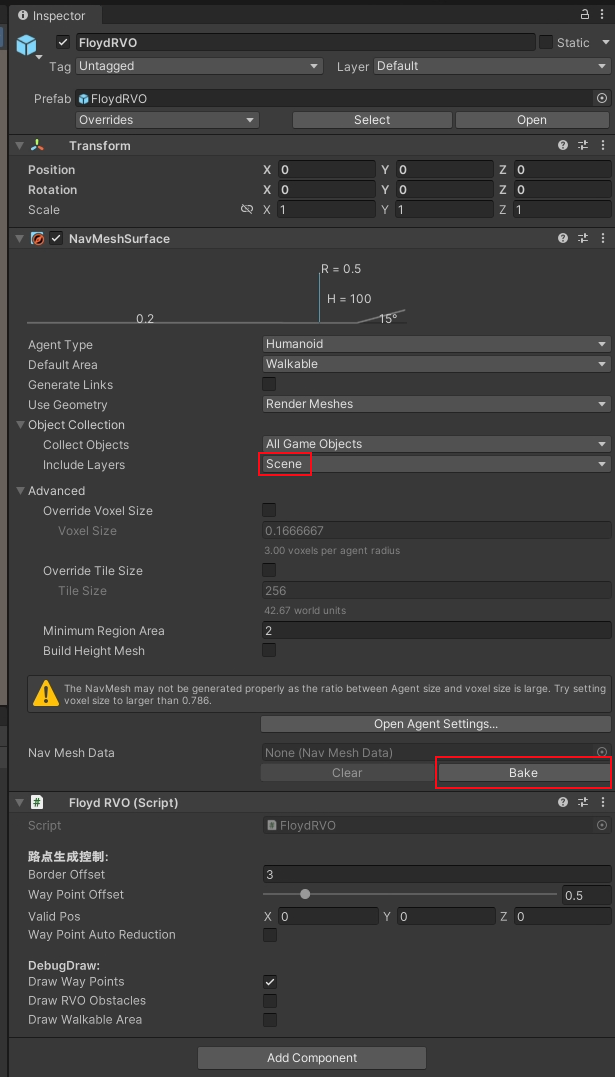 Inspector
FloydRVO
Static
Tag Untagged Layer Default
Prefab FloydRVO
Overrides Select Open
Transform
Position X 0 Y 0 Z 0
Rotation X 0 Y 0 Z 0
Scale X 1 Y 1 Z 1
NavMeshSurface
R = 0.5
H = 100
0.2 15°
Agent Type Humanoid
Default Area Walkable
Generate Links
Use Geometry Render Meshes
Object Collection
Collect Objects All Game Objects
Include Layers Scene
Advanced
Override Voxel Size
Voxel Size 0.1666667
3.00 voxels per agent radius
Override Tile Size
Tile Size 256
42.67 world units
Minimum Region Area 2
Build Height Mesh
The NavMesh may not be generated properly as the ratio between Agent size and voxel size is large. Try setting
voxel size to larger than 0.786.
Open Agent Settings...
Nav Mesh Data None (Nav Mesh Data)
Clear Bake
# Floyd RVO (Script)
Script FloydRVO
路点生成控制:
Border Offset 3
Way Point Offset 0.5
Valid Pos X 0 Y 0 Z 0
Way Point Auto Reduction
DebugDraw:
Draw Way Points
Draw RVO Obstacles
Draw Walkable Area
Add Component